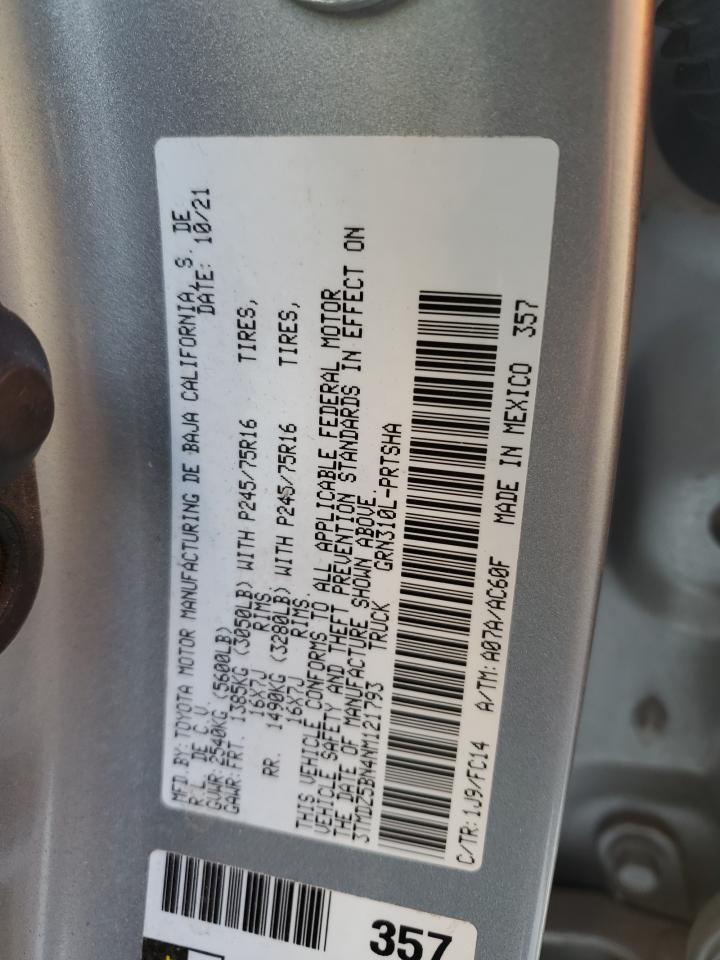 MFD.BY:TOYOTA MOTOR MANUFACTURING DE BAJA CALIFORNIA, S. DE
R.L. DE C.V. DATE: 10/21
GVWR:2540KG (5600LB)
GAWR:FRT. 1385KG (3050LB) WITH P245/75R16 TIRES,
16X7J RIMS
RR. 1490KG (3280LB) WITH P245/75R16 TIRES,
16X7J RIMS.
THIS VEHICLE CONFORMS TO ALL APPLICABLE FEDERAL MOTOR
VEHICLE SAFETY AND THEFT PREVENTION STANDARDS IN EFFECT ON
THE DATE OF MANUFACTURE SHOWN ABOVE.
3TMDZ5BN4NM121793 TRUCK GRN310L-PRTSHA
C/TR:1J9/FC14 A/TM:A07A/AC60F MADE IN MEXICO 357
357